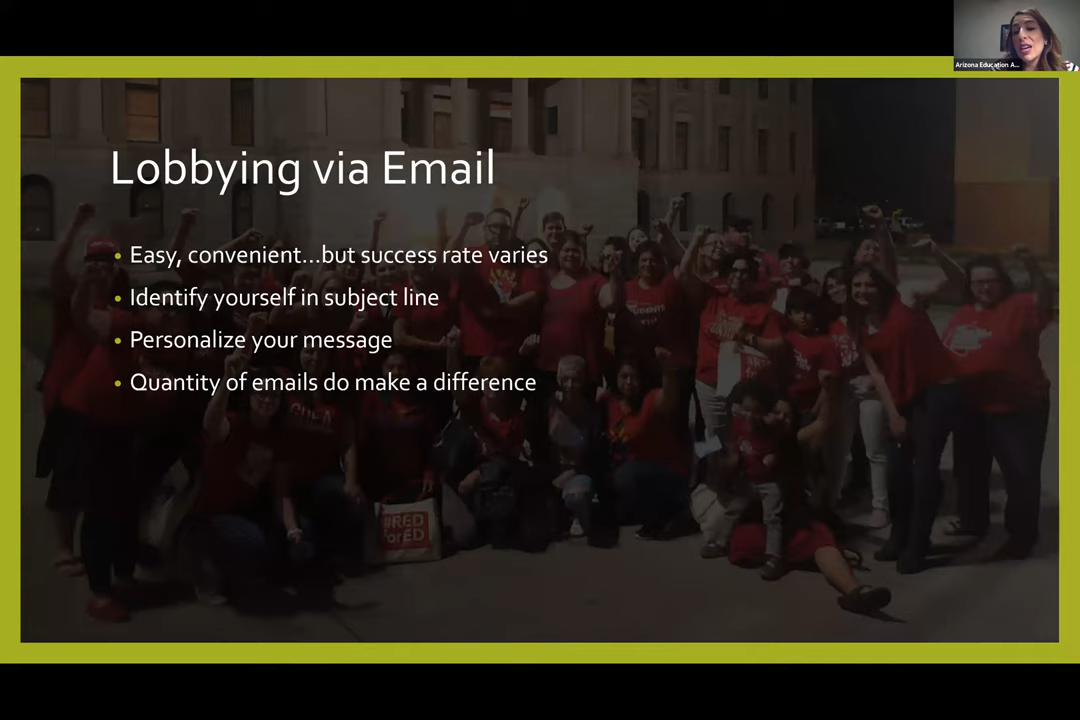 Arizona Education A...
Lobbying via Email
• Easy, convenient...but success rate varies
• Identify yourself in subject line
• Personalize your message
• Quantity of emails do make a difference
#RED
forED